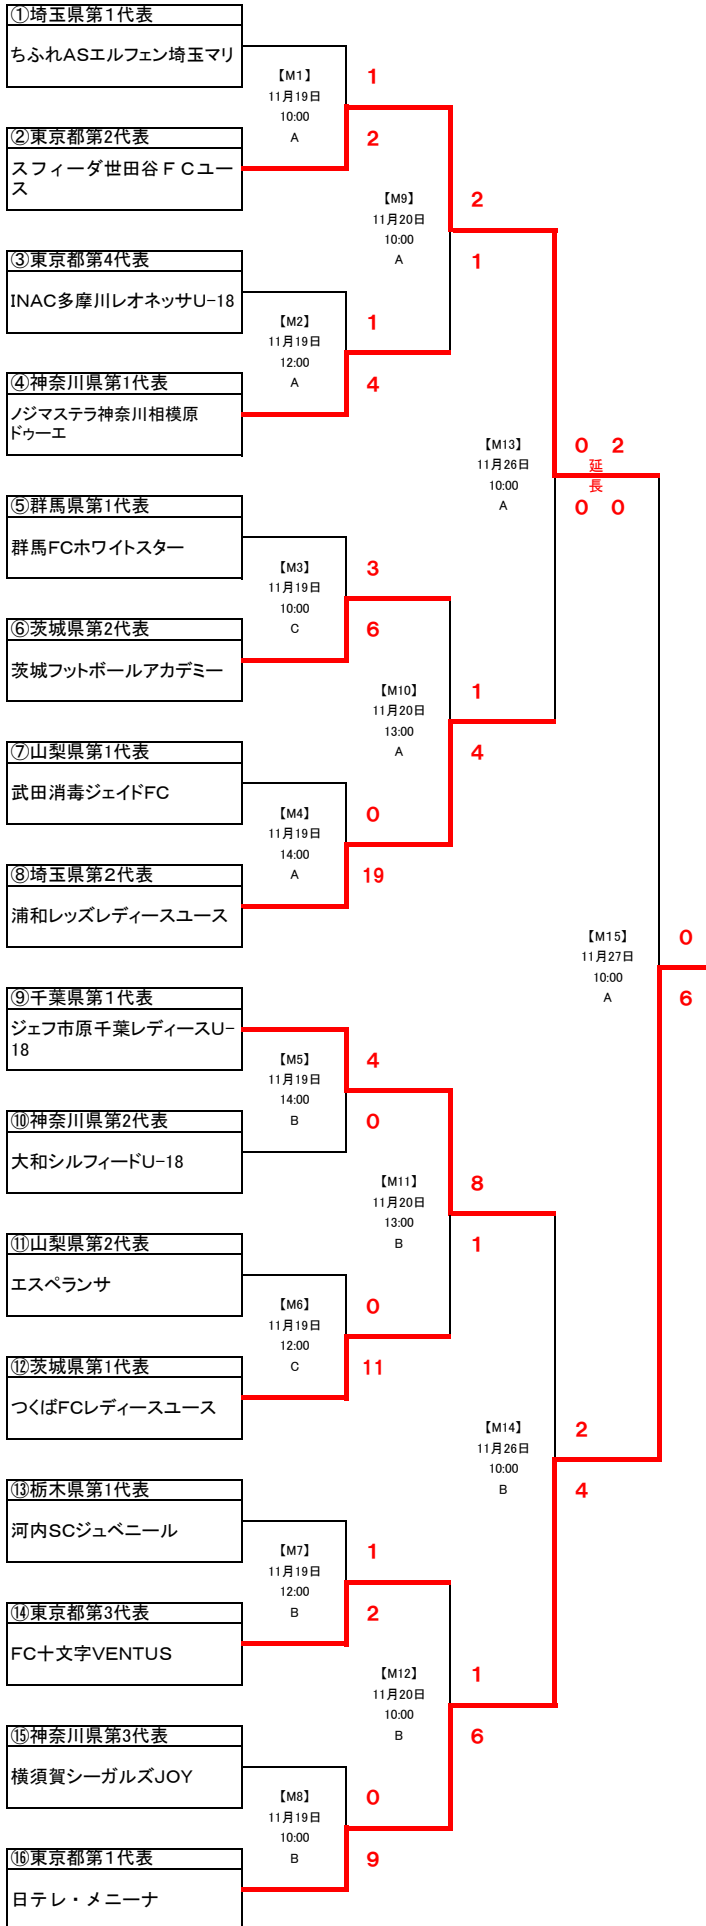 ①埼玉県第1代表
ちふれASエルフェン埼玉マリ
【M1】
11月19日
10:00
A
1
2
②東京都第2代表
スフィーダ世田谷ＦＣユー
ス
【M9】
11月20日
10:00
A
2
1
③東京都第4代表
INAC多摩川レオネッサU-18
【M2】
11月19日
12:00
A
1
4
④神奈川県第1代表
ノジマステラ神奈川相模原
ドゥーエ
【M13】
11月26日
10:00
A
0 2
延
長
0 0
⑤群馬県第1代表
群馬FCホワイトスター
【M3】
11月19日
10:00
C
3
6
⑥茨城県第2代表
茨城フットボールアカデミー
【M10】
11月20日
13:00
A
1
4
⑦山梨県第1代表
武田消毒ジェイドFC
【M4】
11月19日
14:00
A
0
19
⑧埼玉県第2代表
浦和レッズレディースユース
【M15】
11月27日
10:00
A
0
6
⑨千葉県第1代表
ジェフ市原千葉レディースU-
18
【M5】
11月19日
14:00
B
4
0
⑩神奈川県第2代表
大和シルフィードU-18
【M11】
11月20日
13:00
B
8
1
⑪山梨県第2代表
エスペランサ
【M6】
11月19日
12:00
C
0
11
⑫茨城県第1代表
つくばFCレディースユース
【M14】
11月26日
10:00
B
2
4
⑬栃木県第1代表
河内SCジュベニール
【M7】
11月19日
12:00
B
1
2
⑭東京都第3代表
FC十文字VENTUS
【M12】
11月20日
10:00
B
1
6
⑮神奈川県第3代表
横須賀シーガルズJOY
【M8】
11月19日
10:00
B
0
9
⑯東京都第1代表
日テレ・メニーナ